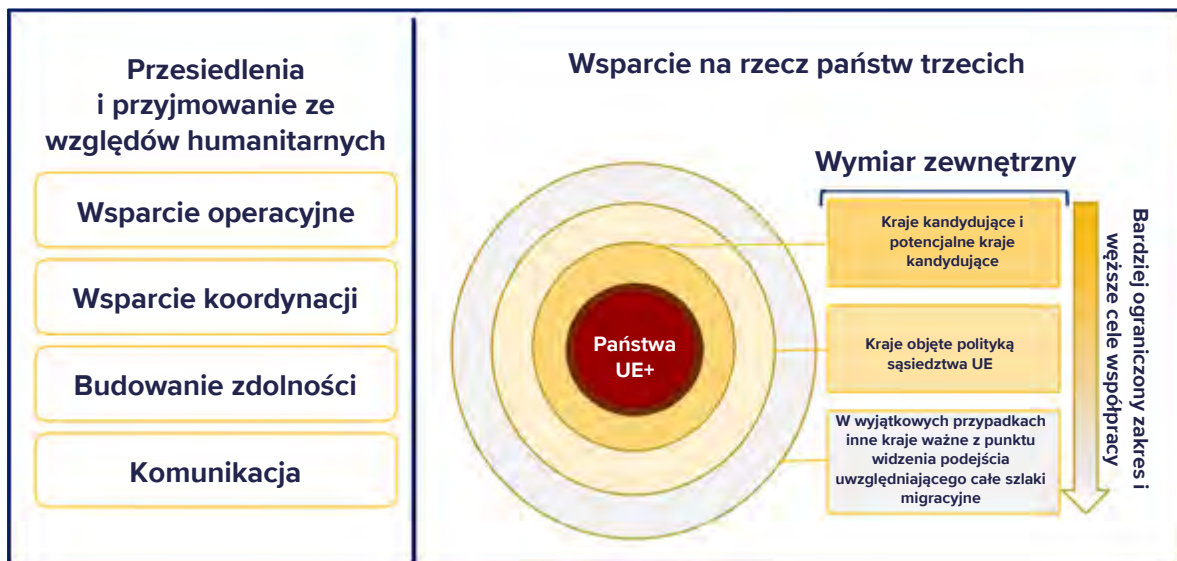 Przesiedlenia
i przyjmowanie ze
względów humanitarnych
Wsparcie operacyjne
Wsparcie koordynacji
Budowanie zdolności
Komunikacja
Wsparcie na rzecz państw trzecich
Państwa
UE+
Wymiar zewnętrzny
Kraje kandydujące i
potencjalne kraje
kandydujące
Kraje objęte polityką
sąsiedztwa UE
W wyjątkowych przypadkach
inne kraje ważne z punktu
widzenia podejścia
uwzględniającego całe szlaki
migracyjne
Bardziej ograniczony zakres i
węższe cele współpracy